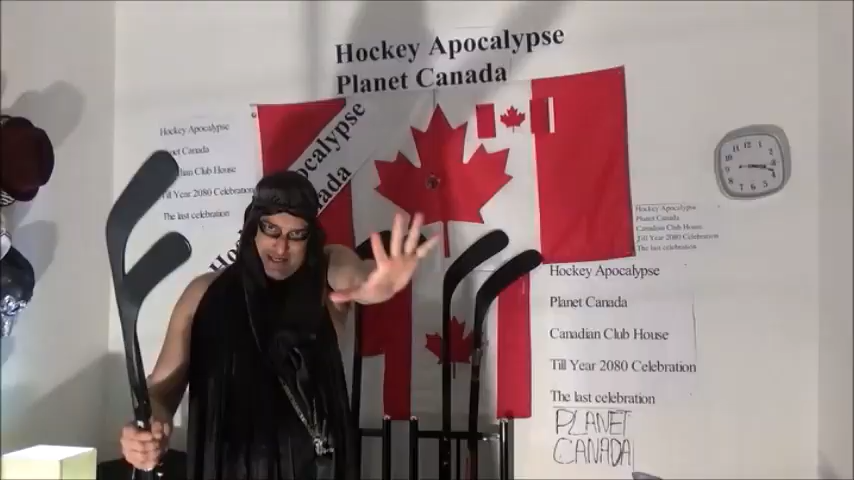 Hockey Apocalypse
Planet Canada
Hockey Apocalypse
Canadian Club House
Till Year 2080 Celebration
The last celebration
Hockey Apocalypse
Planet Canada
Canadian Club House
Till Year 2080 Celebration
The last celebration
Hockey Apocalypse
Planet Canada
Canadian Club House
Till Year 2080 Celebration
The last celebration
PLANET
CANADA